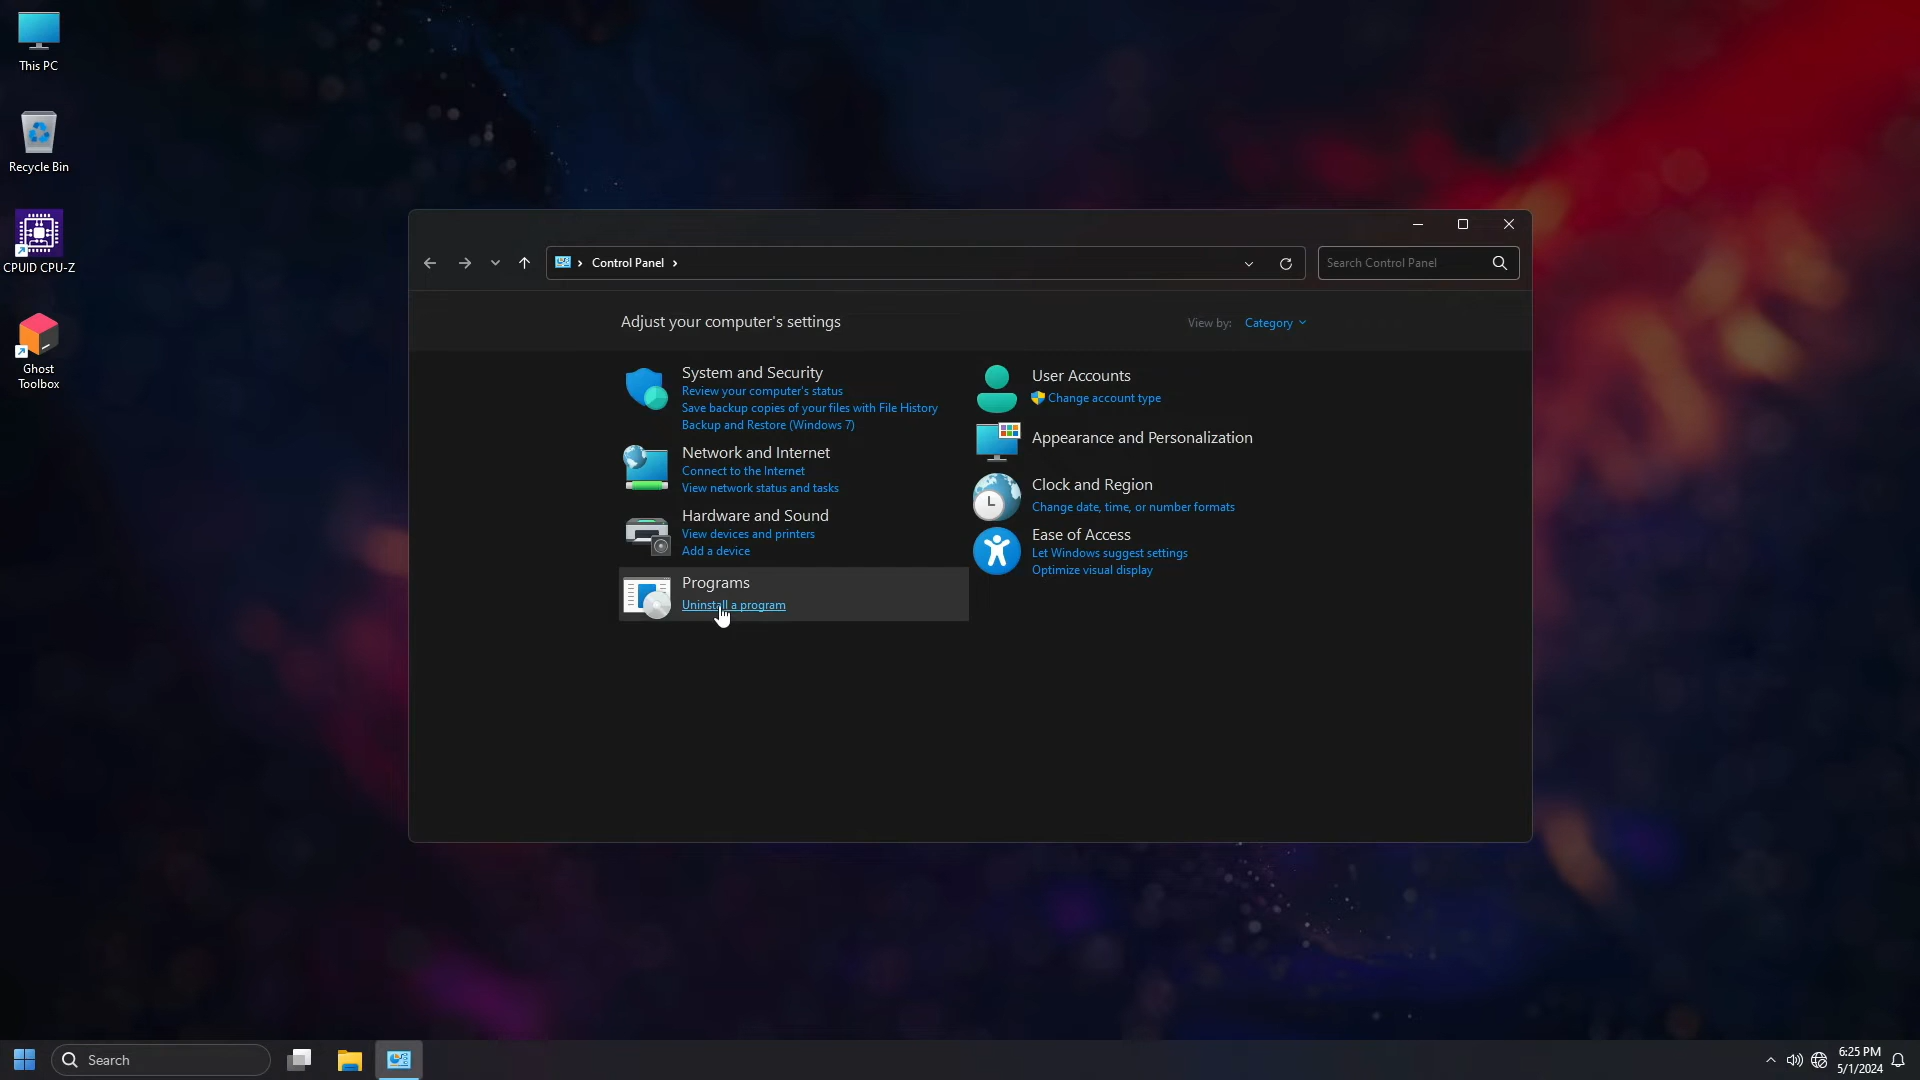 This PC
Recycle Bin
CPUID CPU-Z
Ghost
Toolbox
Control Panel
Search Control Panel
Adjust your computer's settings
View by: Category
System and Security
Review your computer's status
Save backup copies of your files with File History
Backup and Restore (Windows 7)
Network and Internet
Connect to the Internet
View network status and tasks
Hardware and Sound
View devices and printers
Add a device
Programs
Uninstall a program
User Accounts
Change account type
Appearance and Personalization
Clock and Region
Change date, time, or number formats
Ease of Access
Let Windows suggest settings
Optimize visual display
Search
6:25 PM
5/1/2024